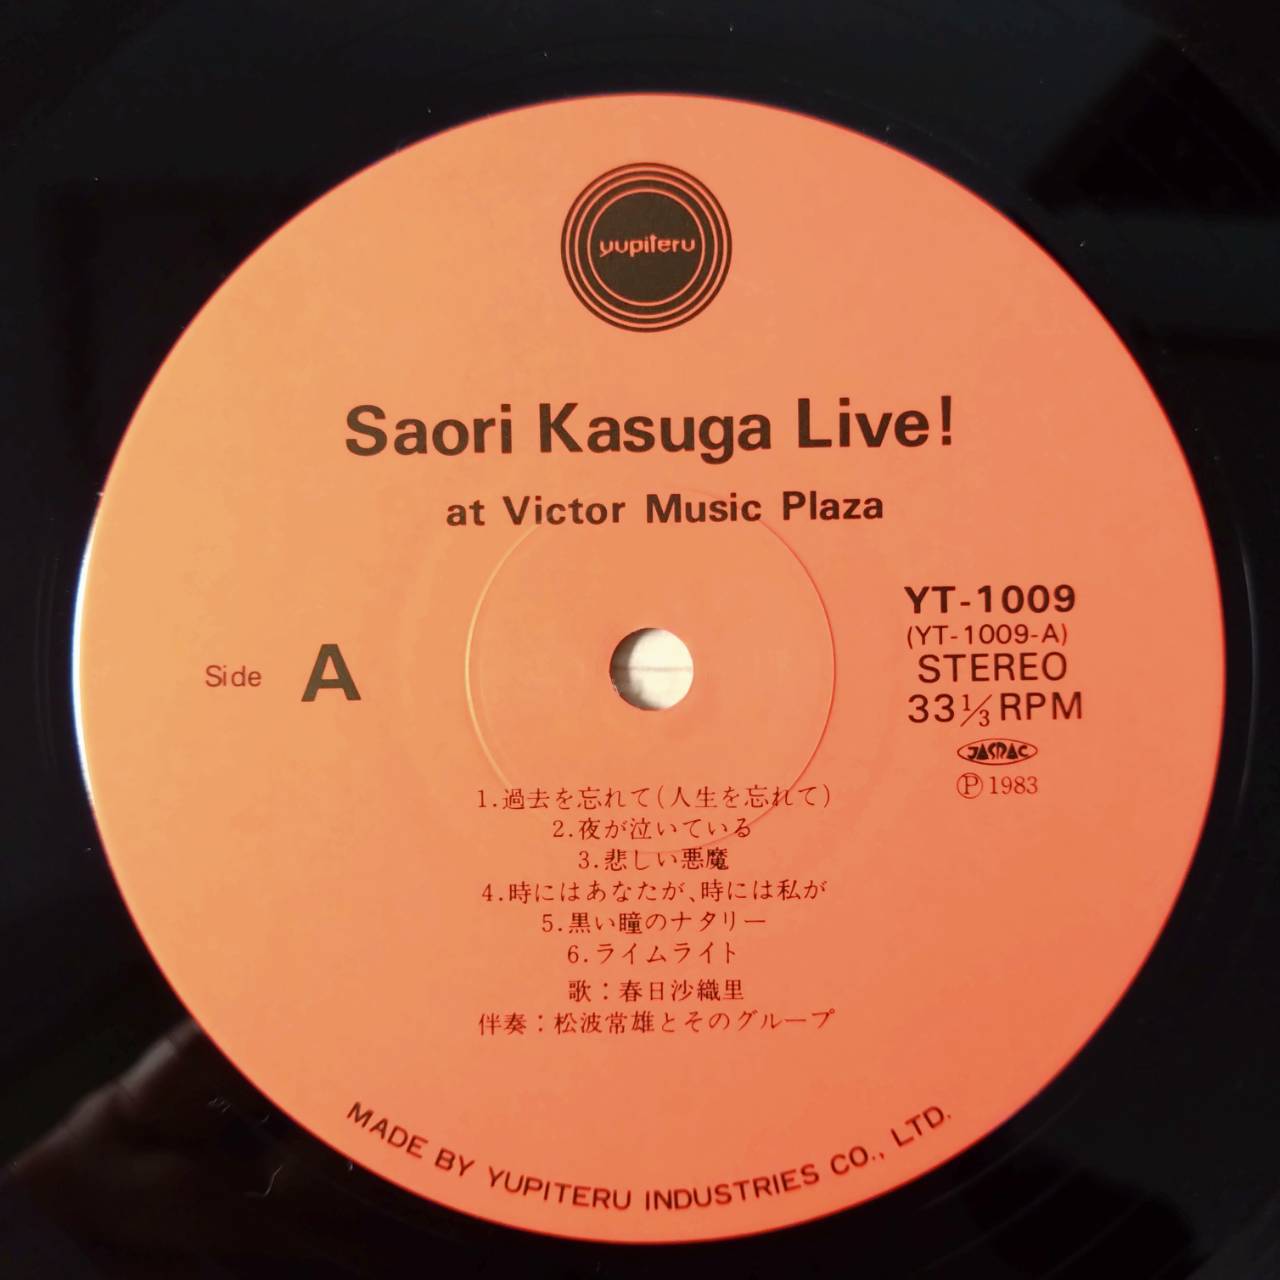 yupiteru
Saori Kasuga Live!
at Victor Music Plaza
YT-1009
(YT-1009-A)
STEREO
33 1/3 RPM
JASRAC
Ⓟ1983
Side A
1.過去を忘れて(人生を忘れて)
2.夜が泣いている
3.悲しい悪魔
4.時にはあなたが、時には私が
5.黒い瞳のナタリー
6.ライムライト
歌:春日沙織里
伴奏:松波常雄とそのグループ
MADE BY YUPITERU INDUSTRIES CO., LTD.